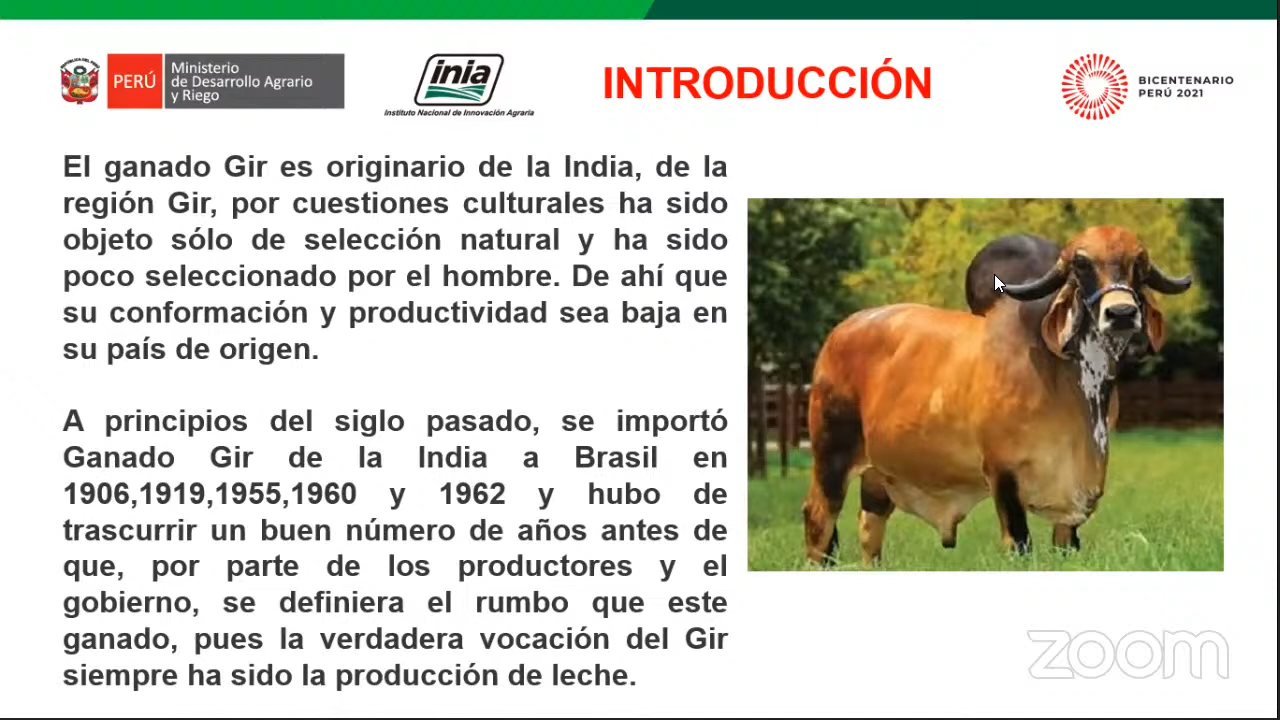 PERÚ
Ministerio
de Desarrollo Agrario
y Riego
inia
Instituto Nacional de Innovación Agraria
INTRODUCCIÓN
BICENTENARIO
PERÚ 2021
El ganado Gir es originario de la India, de la
región Gir, por cuestiones culturales ha sido
objeto sólo de selección natural y ha sido
poco seleccionado por el hombre. De ahí que
su conformación y productividad sea baja en
su país de origen.
A principios del siglo pasado, se importó
Ganado Gir de la India a Brasil en
1906,1919,1955,1960 y 1962 y hubo de
trascurrir un buen número de años antes de
que, por parte de los productores y el
gobierno, se definiera el rumbo que este
ganado, pues la verdadera vocación del Gir
siempre ha sido la producción de leche.
zoom